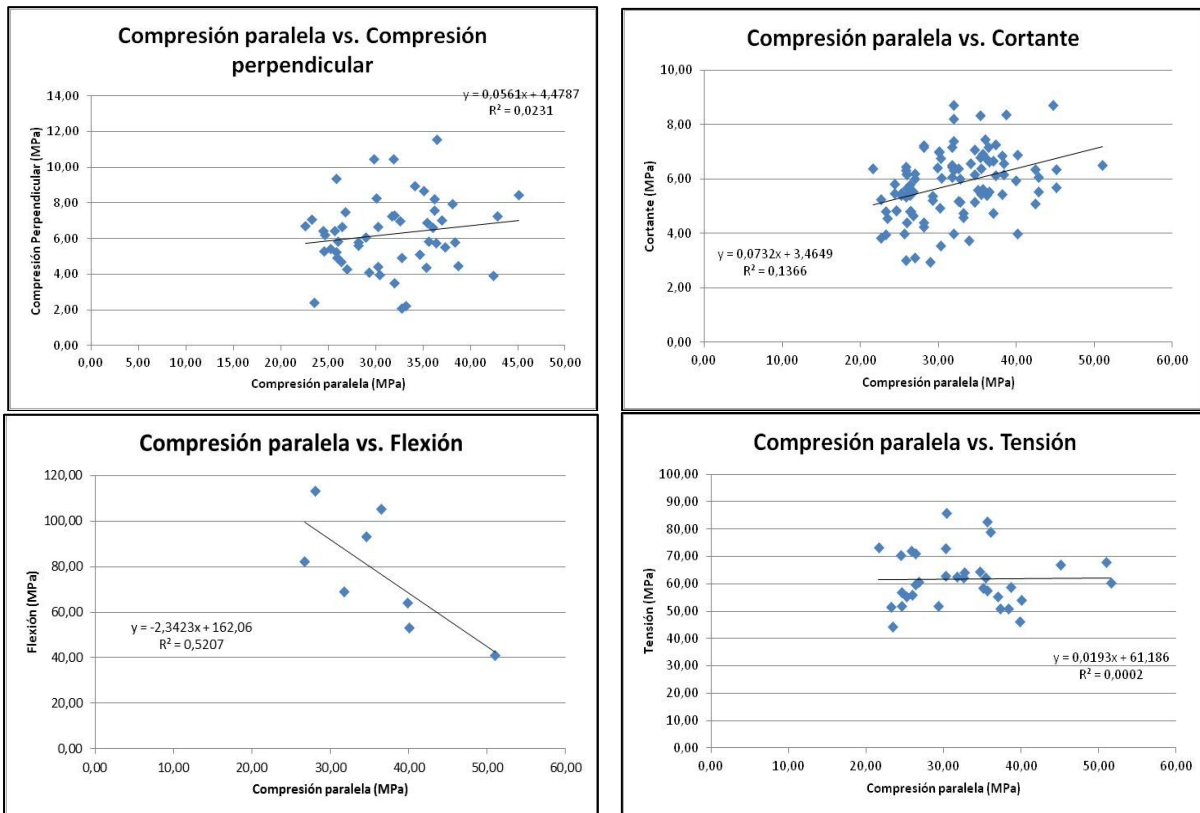 Compresión paralela vs. Compresión
perpendicular
y = 0,0561x + 4,4787
R² = 0,0231
Compresión Perpendicular (MPa)
14,00
12,00
10,00
8,00
6,00
4,00
2,00
0,00
0,00 5,00 10,00 15,00 20,00 25,00 30,00 35,00 40,00 45,00 50,00
Compresión paralela (MPa)
Compresión paralela vs. Cortante
Cortante (MPa)
10,00
8,00
6,00
4,00
2,00
0,00
y = 0,0732x + 3,4649
R² = 0,1366
0,00 10,00 20,00 30,00 40,00 50,00 60,00
Compresión paralela (MPa)
Compresión paralela vs. Flexión
Flexión (MPa)
120,00
100,00
80,00
60,00
40,00
20,00
0,00
y = -2,3423x + 162,06
R² = 0,5207
0,00 10,00 20,00 30,00 40,00 50,00 60,00
Compresión paralela (MPa)
Compresión paralela vs. Tensión
Tensión (MPa)
100,00
90,00
80,00
70,00
60,00
50,00
40,00
30,00
20,00
10,00
0,00
y = 0,0193x + 61,186
R² = 0,0002
0,00 10,00 20,00 30,00 40,00 50,00 60,00
Compresión paralela (MPa)